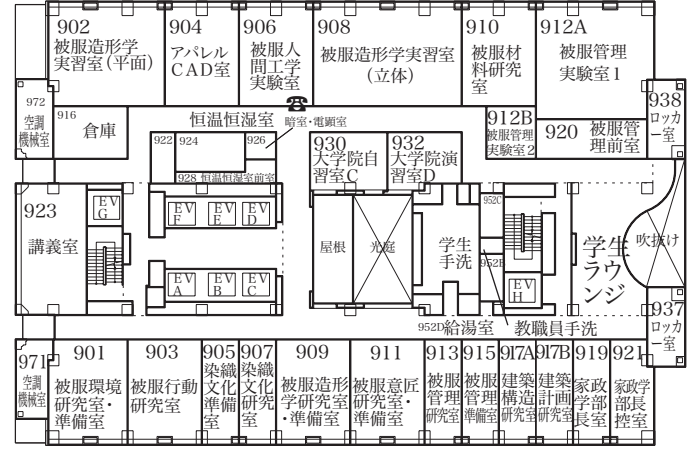 902
被服造形学
実習室(平面)
904
アパレル
CAD室
906
被服人
間工学
実験室
908
被服造形学実習室
(立体)
910
被服材
料研究
室
912A
被服管理
実験室1
972
空調
機械室
916
倉庫
恒温恒湿室
暗室・電顕室
912B
被服管理
実験室2
920 被服管
理前室
938
ロッカ
ー室
922
924
926
928 恒温恒湿室前室
930
大学院自
習室C
932
大学院演
習室D
923
講義室
EV
G
EV
F
EV
E
EV
D
EV
A
EV
B
EV
C
屋根
光庭
学生
手洗
952C
952E
EV
H
学生
ラウ
ンジ
吹抜け
952D給湯室
教職員手洗
937
ロッカ
ー室
971
空調
機械室
901
被服環境
研究室・
準備室
903
被服行動
研究室
905
染織
文化
準備
室
907
染織
文化
研究
室
909
被服造形
学研究室
・準備室
911
被服意匠
研究室・
準備室
913
被服
管理
研究室
915
被服
管理
準備室
917A
建築
構造
研究室
917B
建築
計画
研究室
919
家政
学部
長室
921
家政学
部長
控室